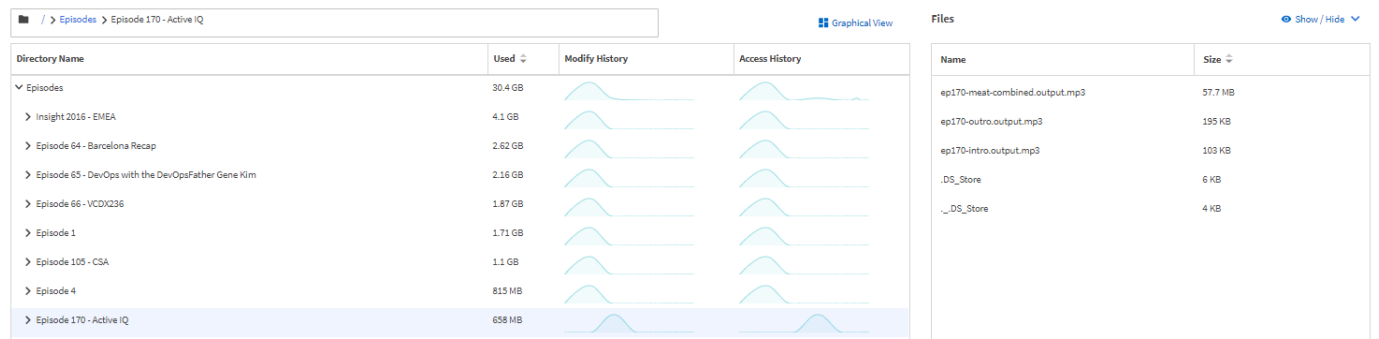 / > Episodes > Episode 170 - Active IQ
Graphical View
Files
Show / Hide
Directory Name Used Modify History Access History
Name Size
Episodes 30.4 GB
ep170-meat-combined.output.mp3 57.7 MB
Insight 2016 - EMEA 4.1 GB
ep170-outro.output.mp3 195 KB
Episode 64 - Barcelona Recap 2.62 GB
ep170-intro.output.mp3 103 KB
Episode 65 - DevOps with the DevOpsFather Gene Kim 2.16 GB
.DS_Store 6 KB
Episode 66 - VCDX236 1.87 GB
._.DS_Store 4 KB
Episode 1 1.71 GB
Episode 105 - CSA 1.1 GB
Episode 4 815 MB
Episode 170 - Active IQ 658 MB